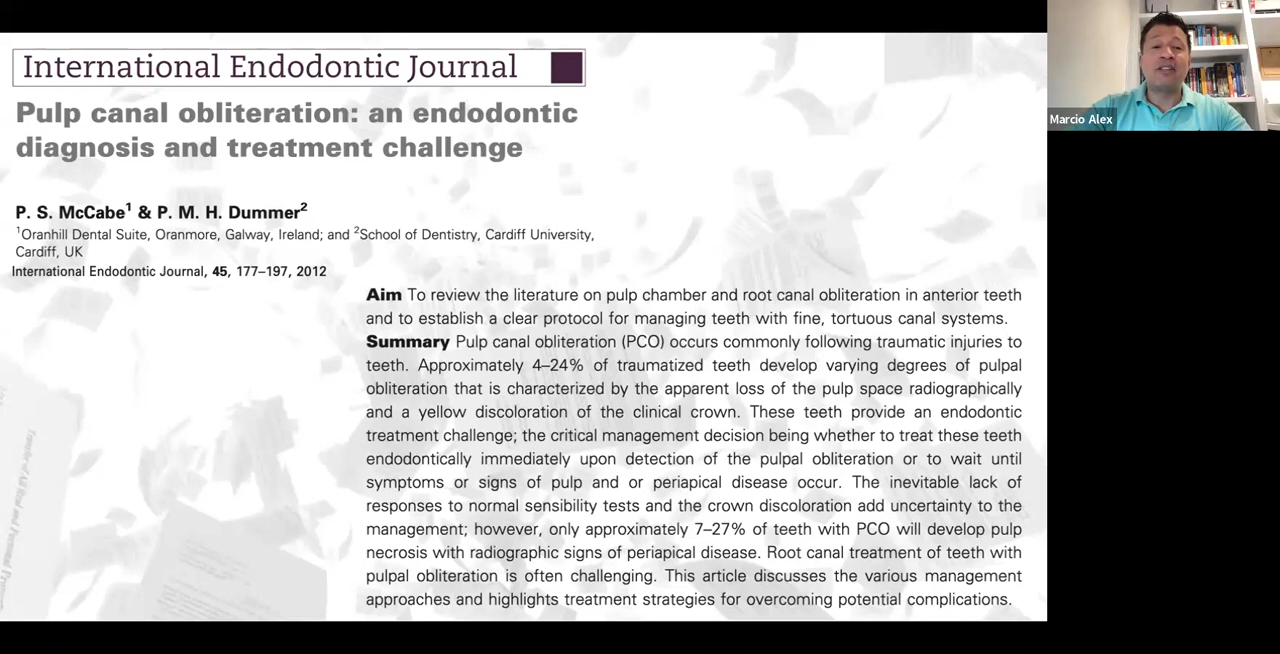 International Endodontic Journal
Pulp canal obliteration: an endodontic
diagnosis and treatment challenge
P. S. McCabe¹ & P. M. H. Dummer²
¹Oranhill Dental Suite, Oranmore, Galway, Ireland; and ²School of Dentistry, Cardiff University,
Cardiff, UK
International Endodontic Journal, 45, 177–197, 2012
Aim To review the literature on pulp chamber and root canal obliteration in anterior teeth
and to establish a clear protocol for managing teeth with fine, tortuous canal systems.
Summary Pulp canal obliteration (PCO) occurs commonly following traumatic injuries to
teeth. Approximately 4–24% of traumatized teeth develop varying degrees of pulpal
obliteration that is characterized by the apparent loss of the pulp space radiographically
and a yellow discoloration of the clinical crown. These teeth provide an endodontic
treatment challenge; the critical management decision being whether to treat these teeth
endodontically immediately upon detection of the pulpal obliteration or to wait until
symptoms or signs of pulp and or periapical disease occur. The inevitable lack of
responses to normal sensibility tests and the crown discoloration add uncertainty to the
management; however, only approximately 7–27% of teeth with PCO will develop pulp
necrosis with radiographic signs of periapical disease. Root canal treatment of teeth with
pulpal obliteration is often challenging. This article discusses the various management
approaches and highlights treatment strategies for overcoming potential complications.
Marcio Alex